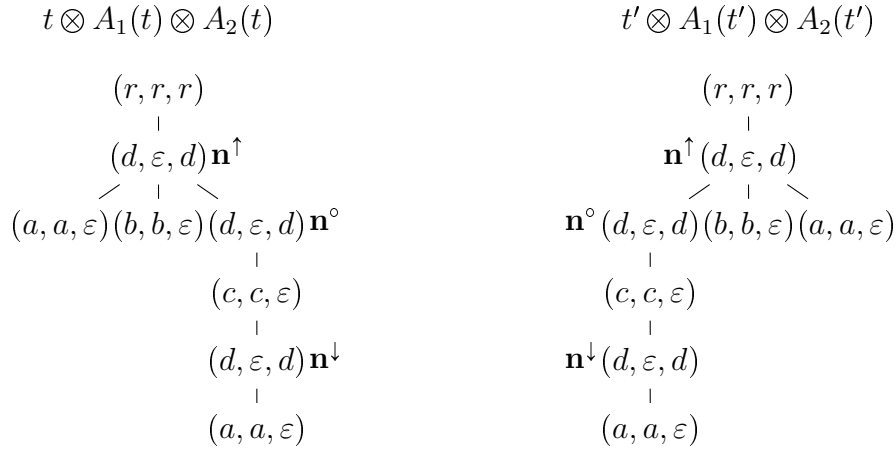 t ⊗ A₁(t) ⊗ A₂(t) t′ ⊗ A₁(t′) ⊗ A₂(t′)
(r, r, r) (r, r, r)
(d, ε, d) n↑ n↑ (d, ε, d)
(a, a, ε) (b, b, ε) (d, ε, d) n° n° (d, ε, d) (b, b, ε) (a, a, ε)
(c, c, ε) (c, c, ε)
(d, ε, d) n↓ n↓ (d, ε, d)
(a, a, ε) (a, a, ε)